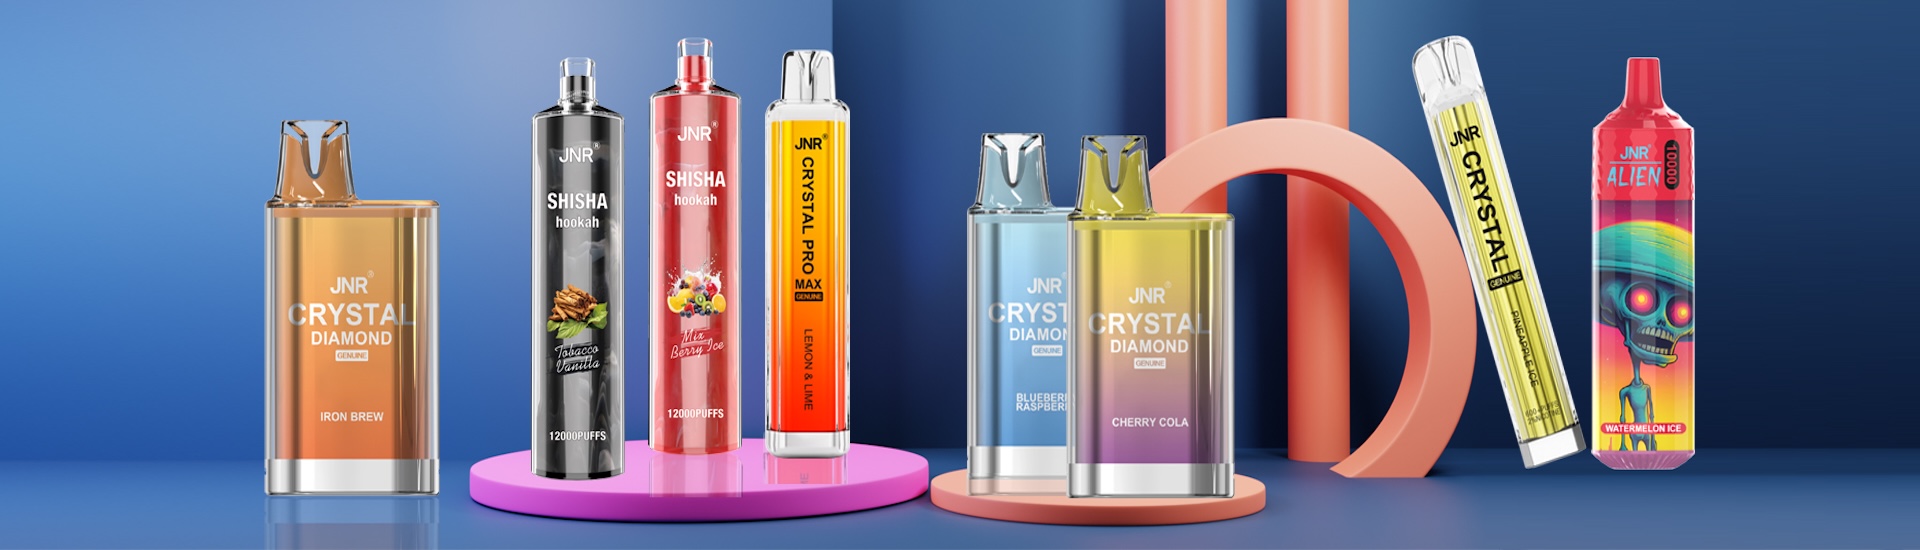 JNR®
CRYSTAL
DIAMOND
GENUINE
IRON BREW
JNR®
SHISHA
hookah
Tobacco
Vanilla
12000PUFFS
JNR®
SHISHA
hookah
Mix
Berry Ice
12000PUFFS
JNR®
CRYSTAL PRO
MAX
GENUINE
LEMON & LIME
JNR
CRYST
DIAMON
GENUINE
BLUEBER
RASPBER
JNR®
CRYSTAL
DIAMOND
GENUINE
CHERRY COLA
JNR
CRYSTAL
GENUINE
PINEAPPLE ICE
JNR®
ALIEN
10000
WATERMELON ICE